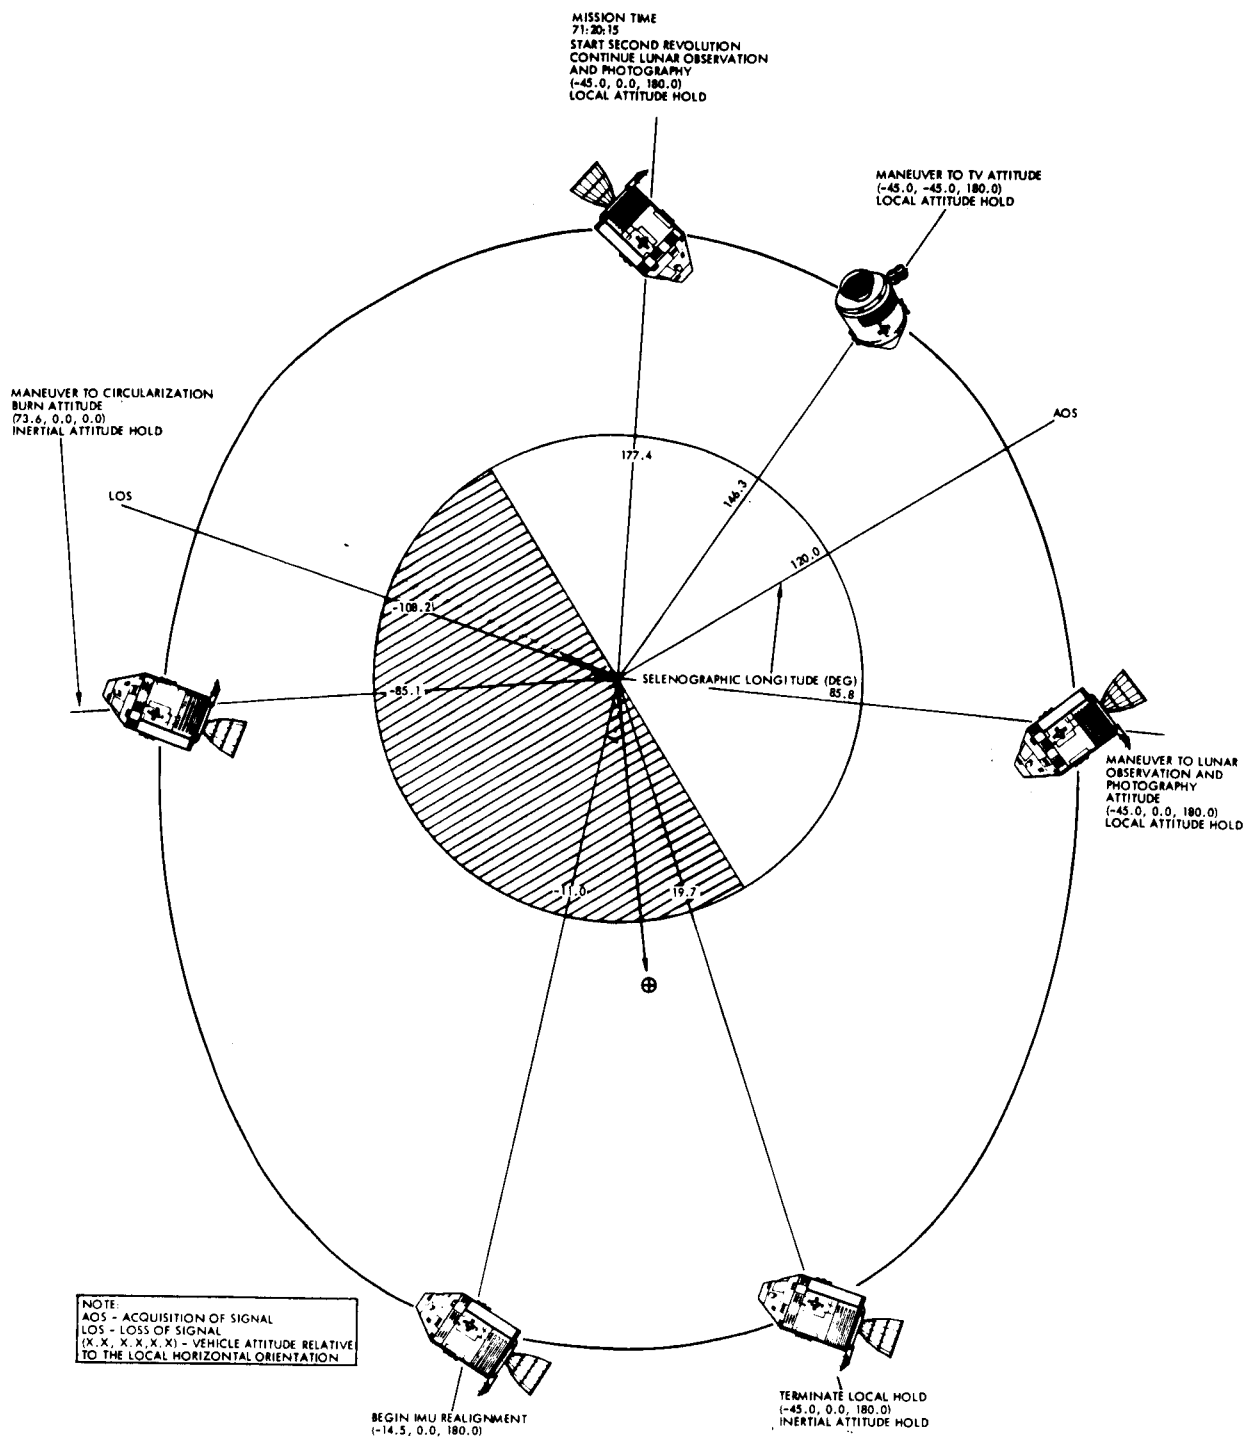 MISSION TIME
71:20:15
START SECOND REVOLUTION
CONTINUE LUNAR OBSERVATION
AND PHOTOGRAPHY
(-45.0, 0.0, 180.0)
LOCAL ATTITUDE HOLD
MANEUVER TO TV ATTITUDE
(-45.0, -45.0, 180.0)
LOCAL ATTITUDE HOLD
MANEUVER TO CIRCULARIZATION
BURN ATTITUDE
(73.6, 0.0, 0.0)
INERTIAL ATTITUDE HOLD
AOS
LOS
177.4
146.3
120.0
-108.2
-85.1
SELENOGRAPHIC LONGITUDE (DEG)
85.8
MANEUVER TO LUNAR
OBSERVATION AND
PHOTOGRAPHY
ATTITUDE
(-45.0, 0.0, 180.0)
LOCAL ATTITUDE HOLD
-11.0
19.7
NOTE:
AOS - ACQUISITION OF SIGNAL
LOS - LOSS OF SIGNAL
(X.X, X.X,X.X) - VEHICLE ATTITUDE RELATIVE
TO THE LOCAL HORIZONTAL ORIENTATION
BEGIN IMU REALIGNMENT
(-14.5, 0.0, 180.0)
TERMINATE LOCAL HOLD
(-45.0, 0.0, 180.0)
INERTIAL ATTITUDE HOLD